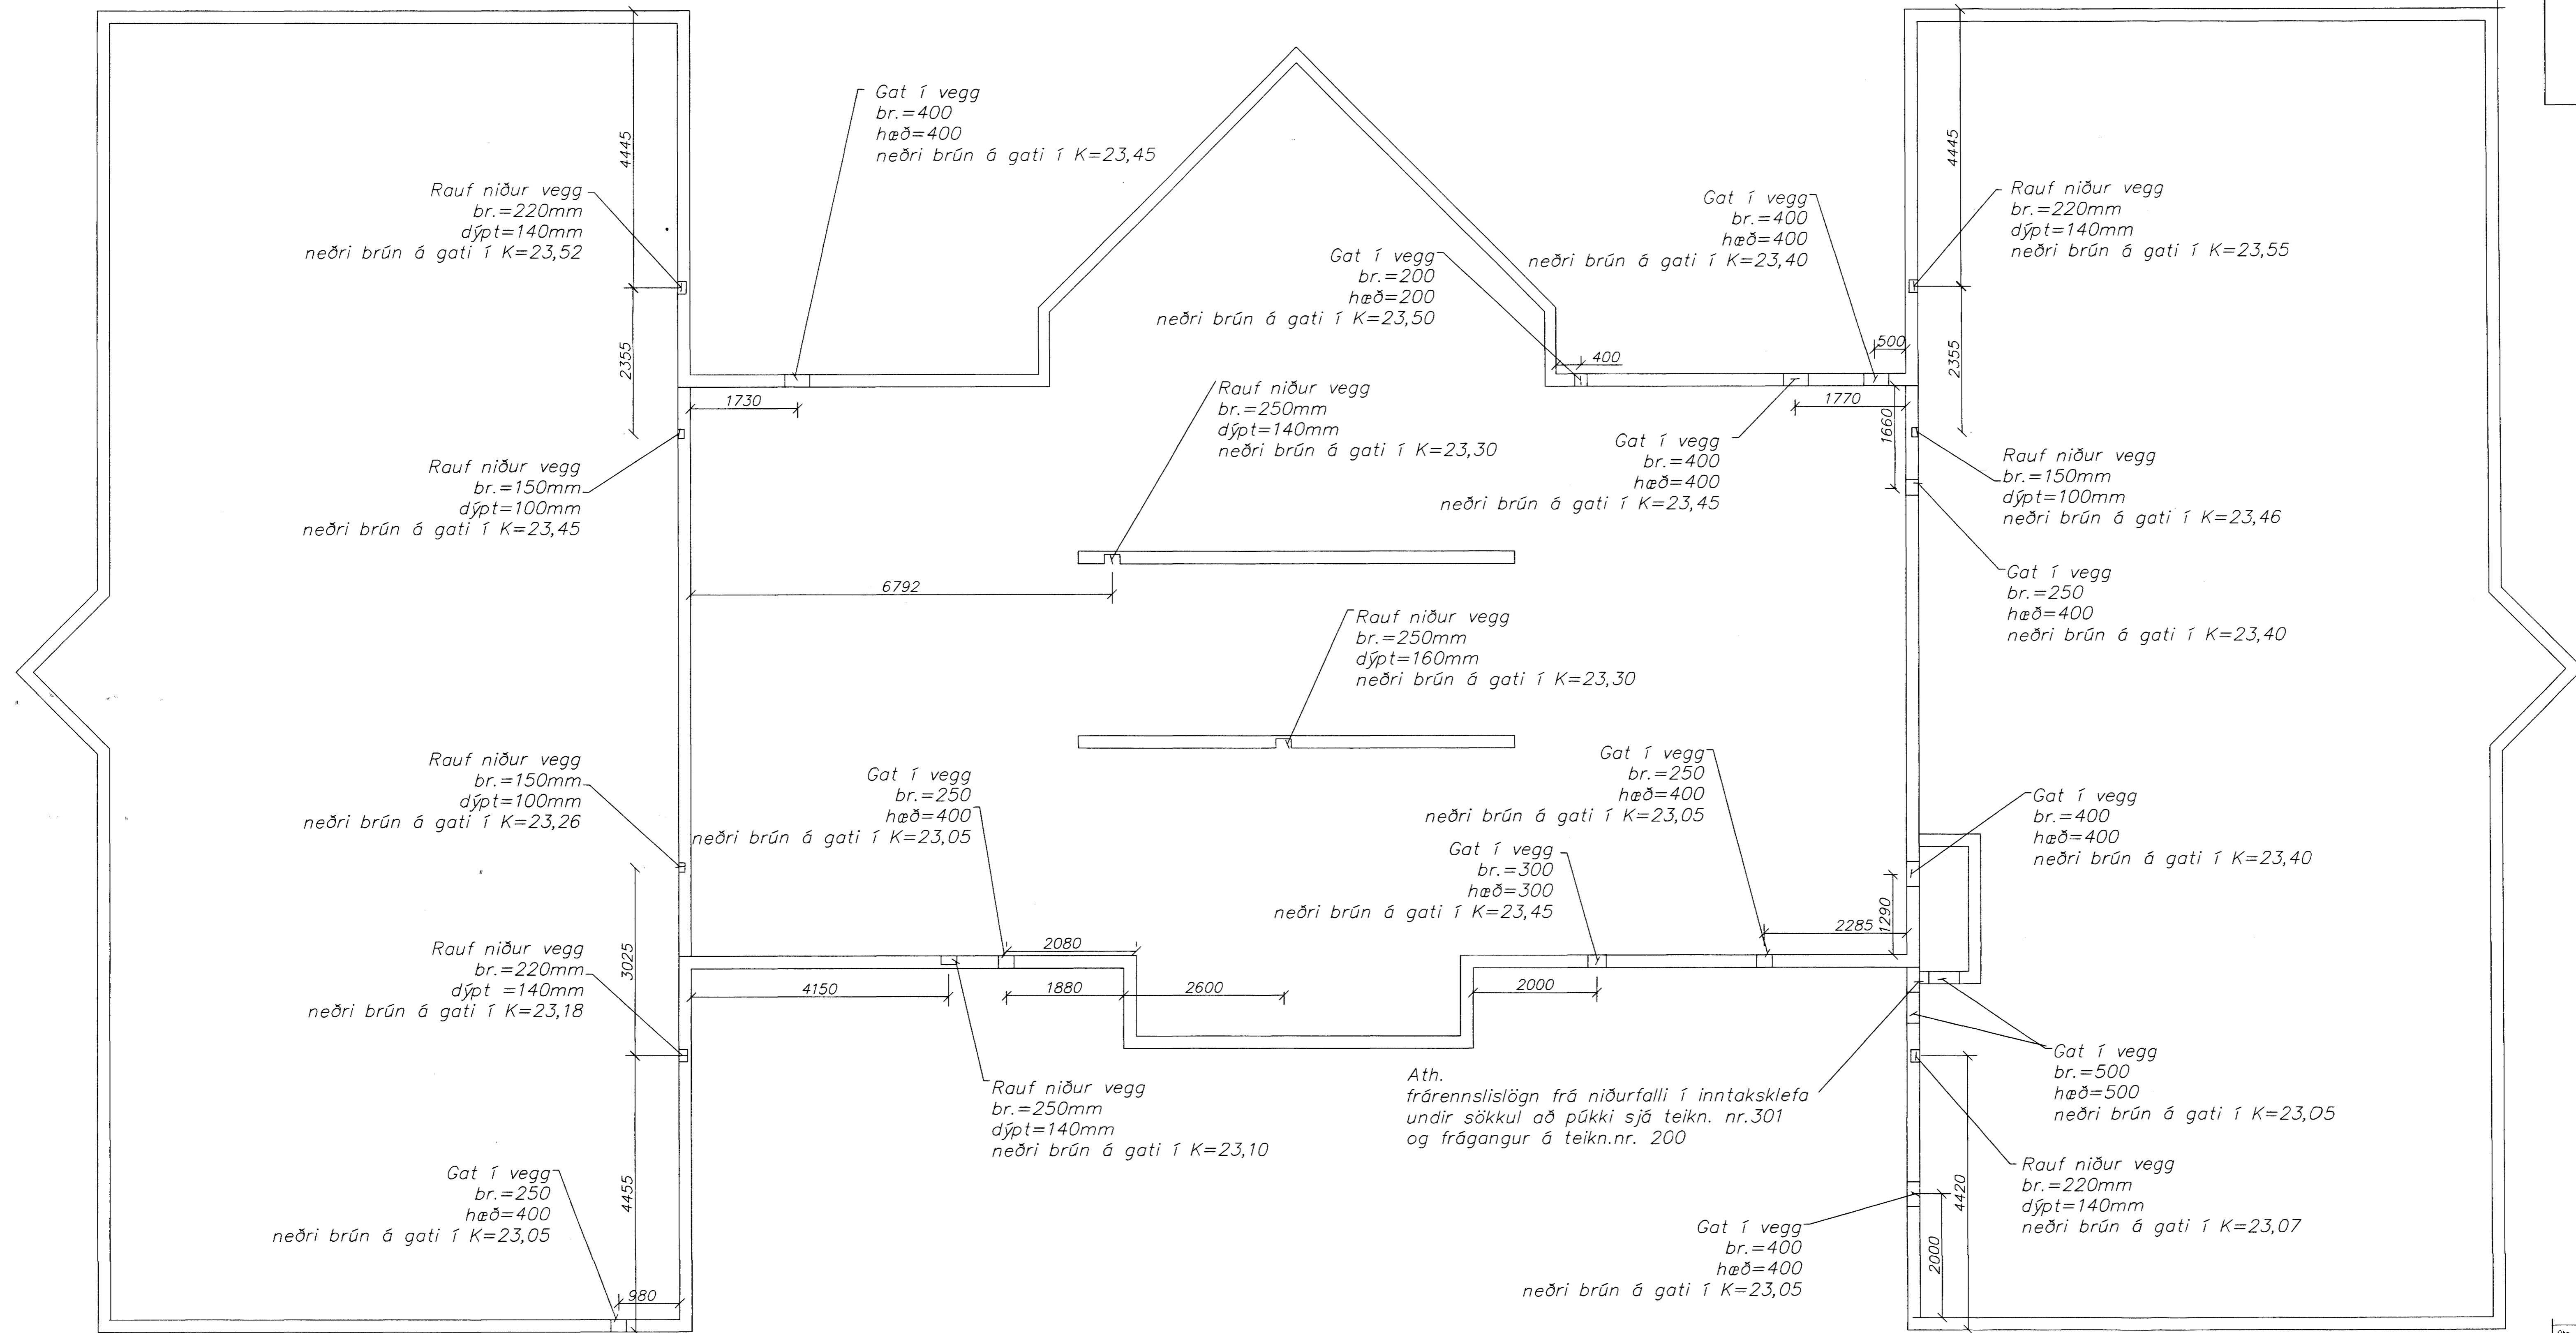 Gat í vegg
br.=400
hæð=400
neðri brún á gati í K=23,45
4445
Rauf niður vegg
br.=220mm
dýpt=140mm
neðri brún á gati í K=23,52
2355
1730
Rauf niður vegg
br.=150mm
dýpt=100mm
neðri brún á gati í K=23,45
Gat í vegg
br.=200
hæð=200
neðri brún á gati í K=23,50
400
Gat í vegg
br.=400
hæð=400
neðri brún á gati í K=23,40
500
4445
Rauf niður vegg
br.=220mm
dýpt=140mm
neðri brún á gati í K=23,55
2355
1770
1660
Rauf niður vegg
br.=250mm
dýpt=140mm
neðri brún á gati í K=23,30
Gat í vegg
br.=400
hæð=400
neðri brún á gati í K=23,45
Rauf niður vegg
br.=150mm
dýpt=100mm
neðri brún á gati í K=23,46
6792
Gat í vegg
br.=250
hæð=400
neðri brún á gati í K=23,40
Rauf niður vegg
br.=250mm
dýpt=160mm
neðri brún á gati í K=23,30
Rauf niður vegg
br.=150mm
dýpt=100mm
neðri brún á gati í K=23,26
Gat í vegg
br.=250
hæð=400
neðri brún á gati í K=23,05
Gat í vegg
br.=250
hæð=400
neðri brún á gati í K=23,05
Gat í vegg
br.=400
hæð=400
neðri brún á gati í K=23,40
Gat í vegg
br.=300
hæð=300
neðri brún á gati í K=23,45
1290
2285
2080
3025
Rauf niður vegg
br.=220mm
dýpt =140mm
neðri brún á gati í K=23,18
4150
1880
2600
2000
Rauf niður vegg
br.=250mm
dýpt=140mm
neðri brún á gati í K=23,10
Ath.
frárennslislögn frá niðurfalli í inntaksklefa
undir sökkul að púkki sjá teikn. nr.301
og frágangur á teikn.nr. 200
Gat í vegg
br.=500
hæð=500
neðri brún á gati í K=23,05
Rauf niður vegg
br.=220mm
dýpt=140mm
neðri brún á gati í K=23,07
4420
4455
Gat í vegg
br.=250
hæð=400
neðri brún á gati í K=23,05
980
Gat í vegg
br.=400
hæð=400
neðri brún á gati í K=23,05
2000